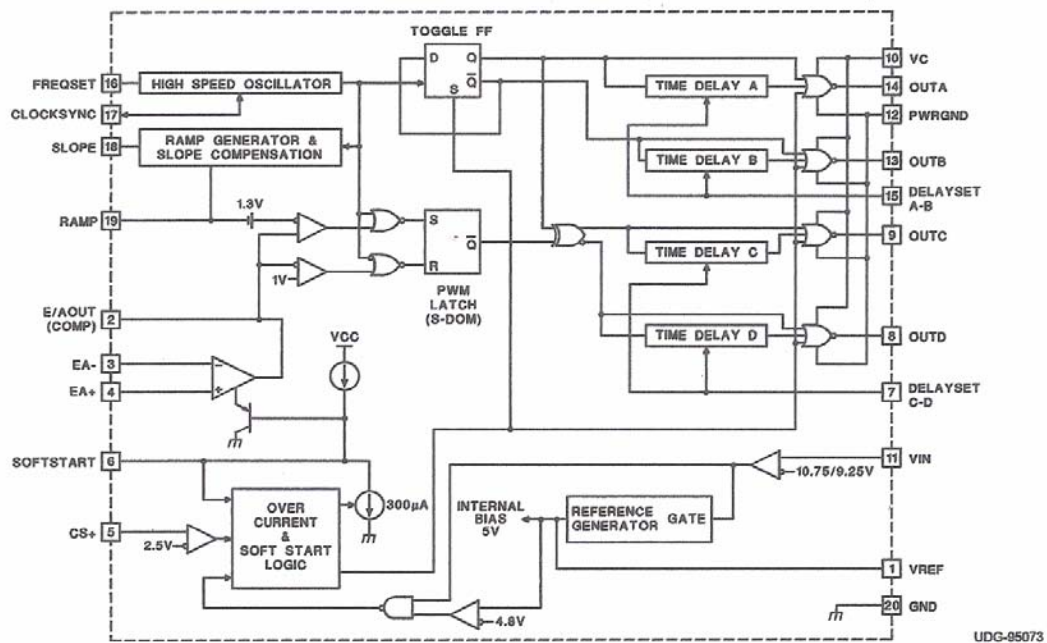 TOGGLE FF
D
Q
Q
S
FREQSET
16
HIGH SPEED OSCILLATOR
CLOCKSYNC
17
SLOPE
18
RAMP GENERATOR &
SLOPE COMPENSATION
RAMP
19
1.3V
1V
S
R
Q
PWM
LATCH
(S-DOM)
E/AOUT
(COMP)
2
EA-
3
EA+
4
−
+
VCC
SOFTSTART
6
CS+
5
2.5V
OVER
CURRENT
&
SOFT START
LOGIC
300µA
TIME DELAY A
TIME DELAY B
TIME DELAY C
TIME DELAY D
10
VC
14
OUTA
12
PWRGND
13
OUTB
15
DELAYSET
A-B
9
OUTC
8
OUTD
7
DELAYSET
C-D
11
VIN
10.75/9.25V
INTERNAL
BIAS
5V
REFERENCE
GENERATOR
GATE
4.8V
1
VREF
20
GND
UDG-95073